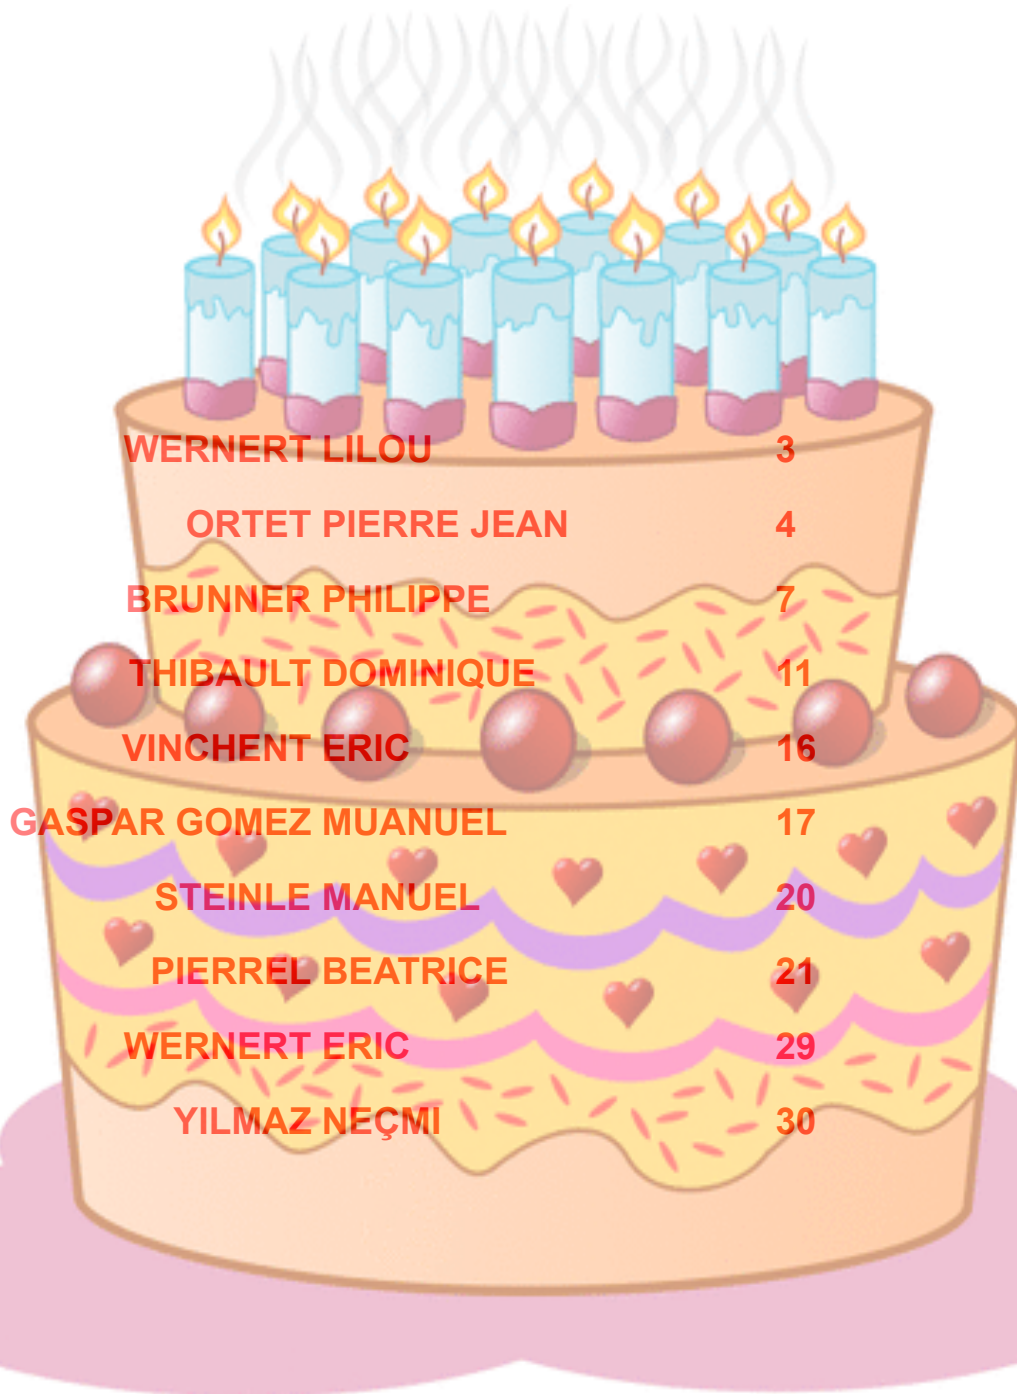 WERNERT LILOU 3
ORTET PIERRE JEAN 4
BRUNNER PHILIPPE 7
THIBAULT DOMINIQUE 11
VINCHENT ERIC 16
GASPAR GOMEZ MUANUEL 17
STEINLE MANUEL 20
PIERREL BEATRICE 21
WERNERT ERIC 29
YILMAZ NEÇMI 30